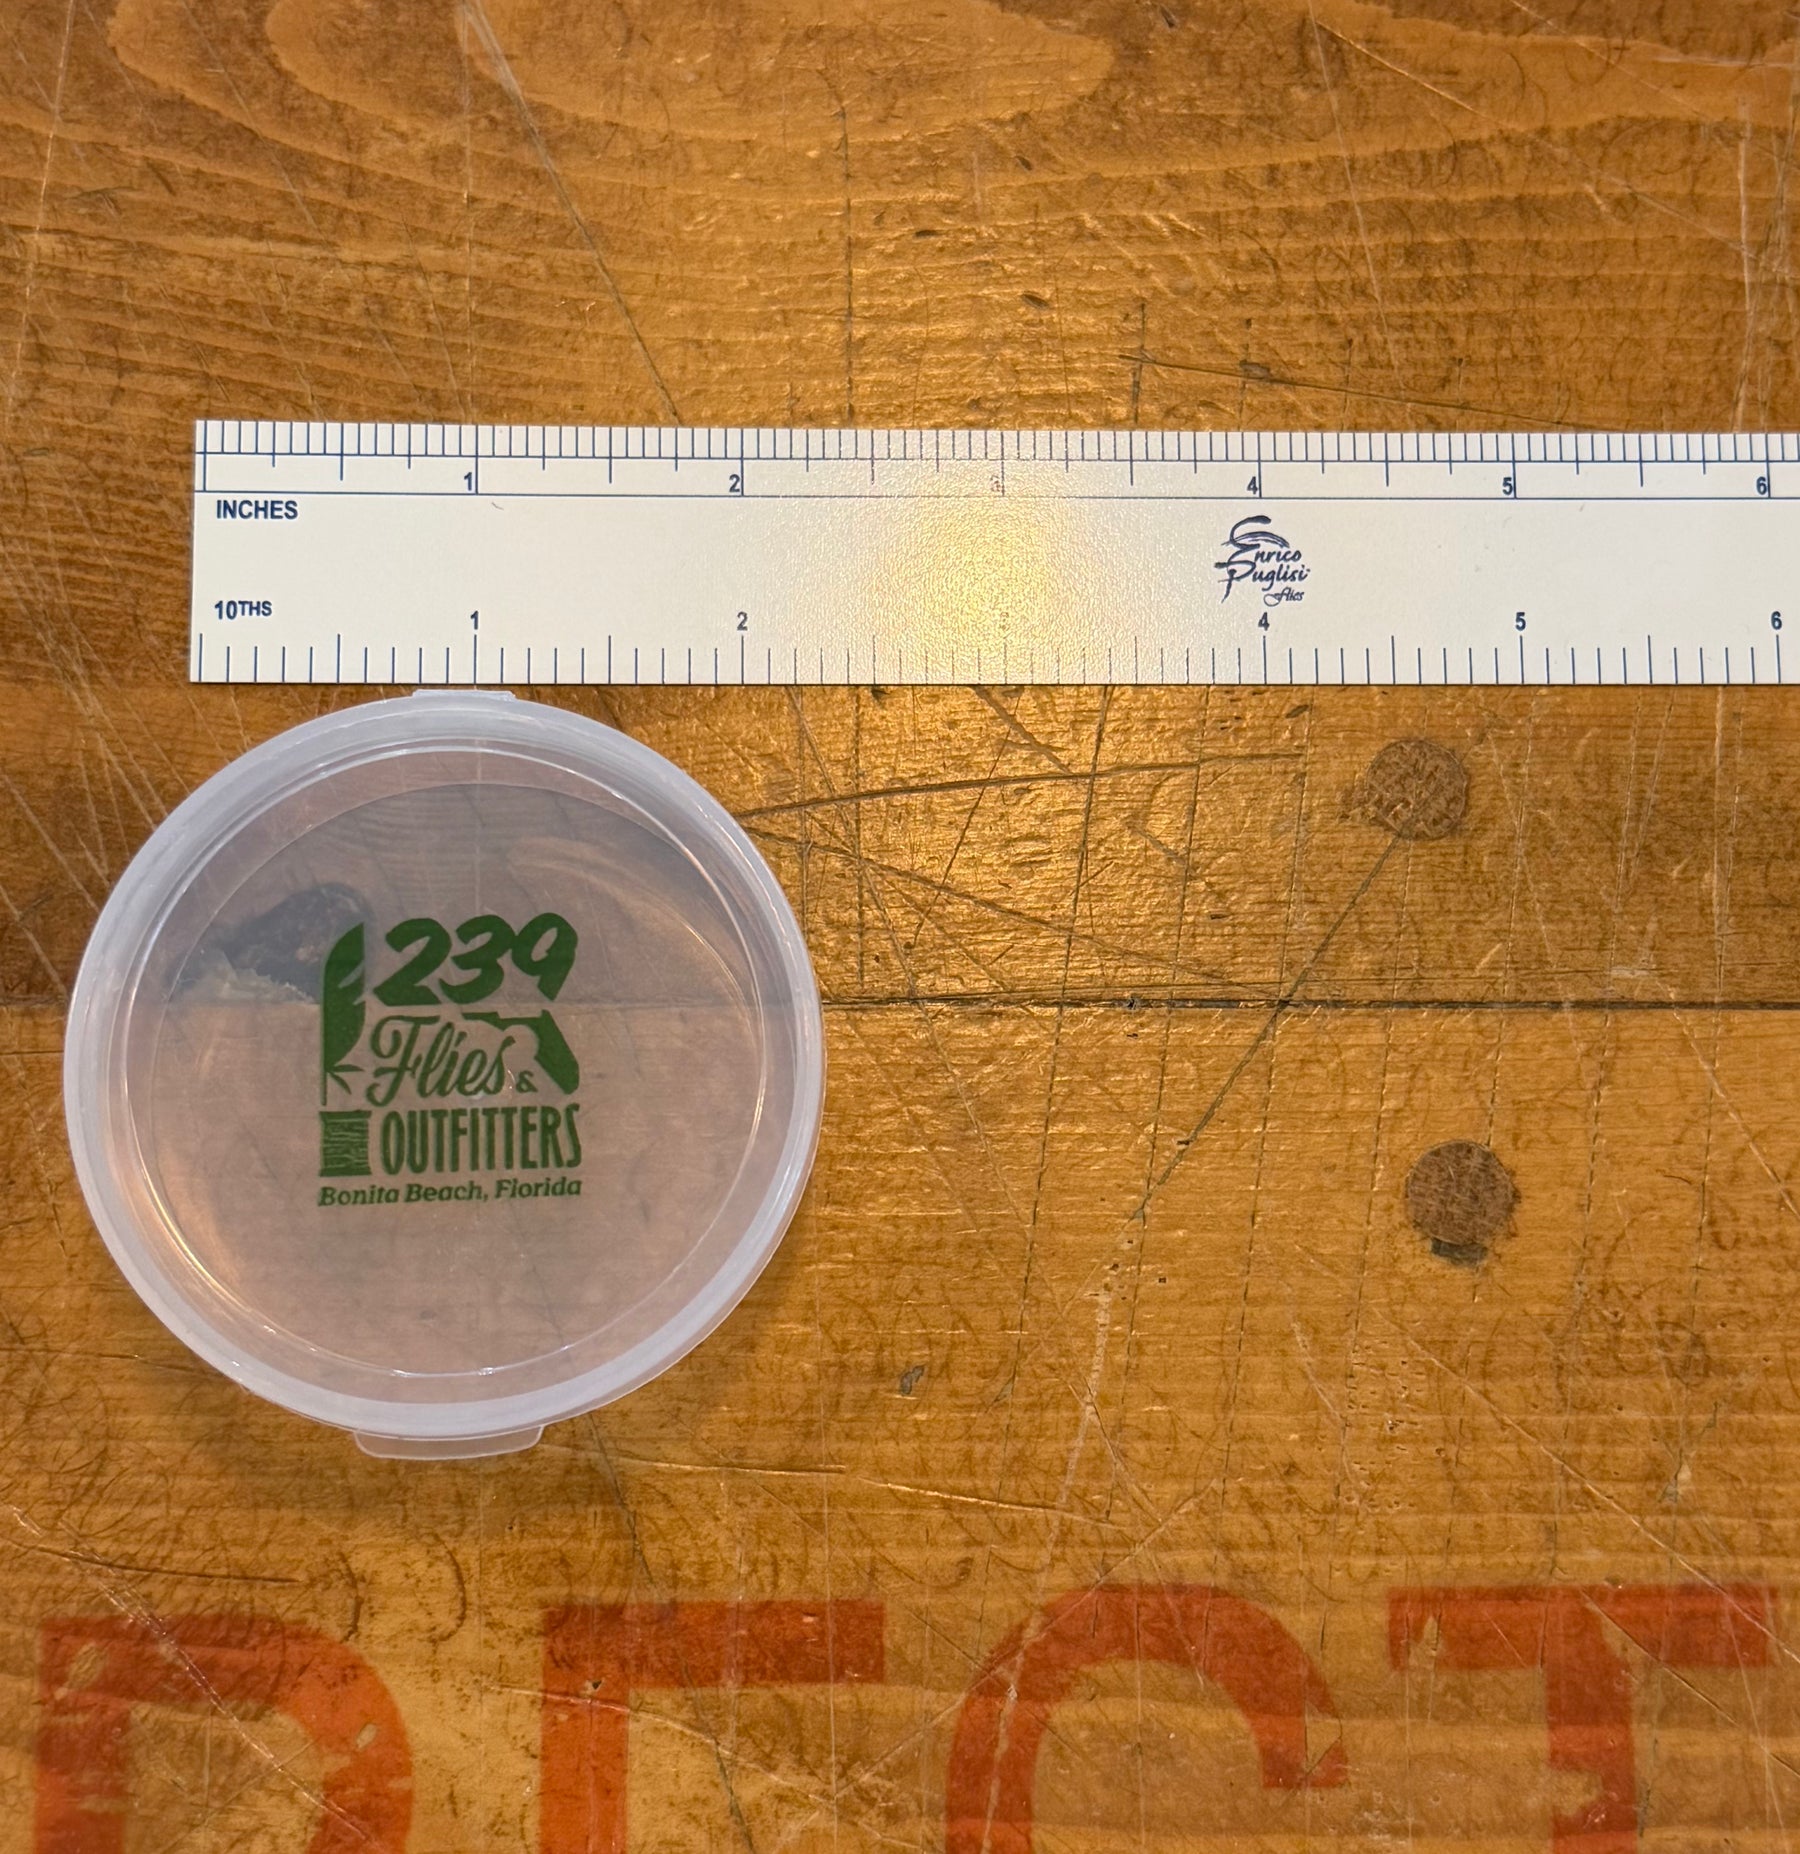 1 2 3 4 5 6
INCHES
Enrico
Puglisi
flies
10THS
1 2 4 5 6
239
Flies &
OUTFITTERS
Bonita Beach, Florida